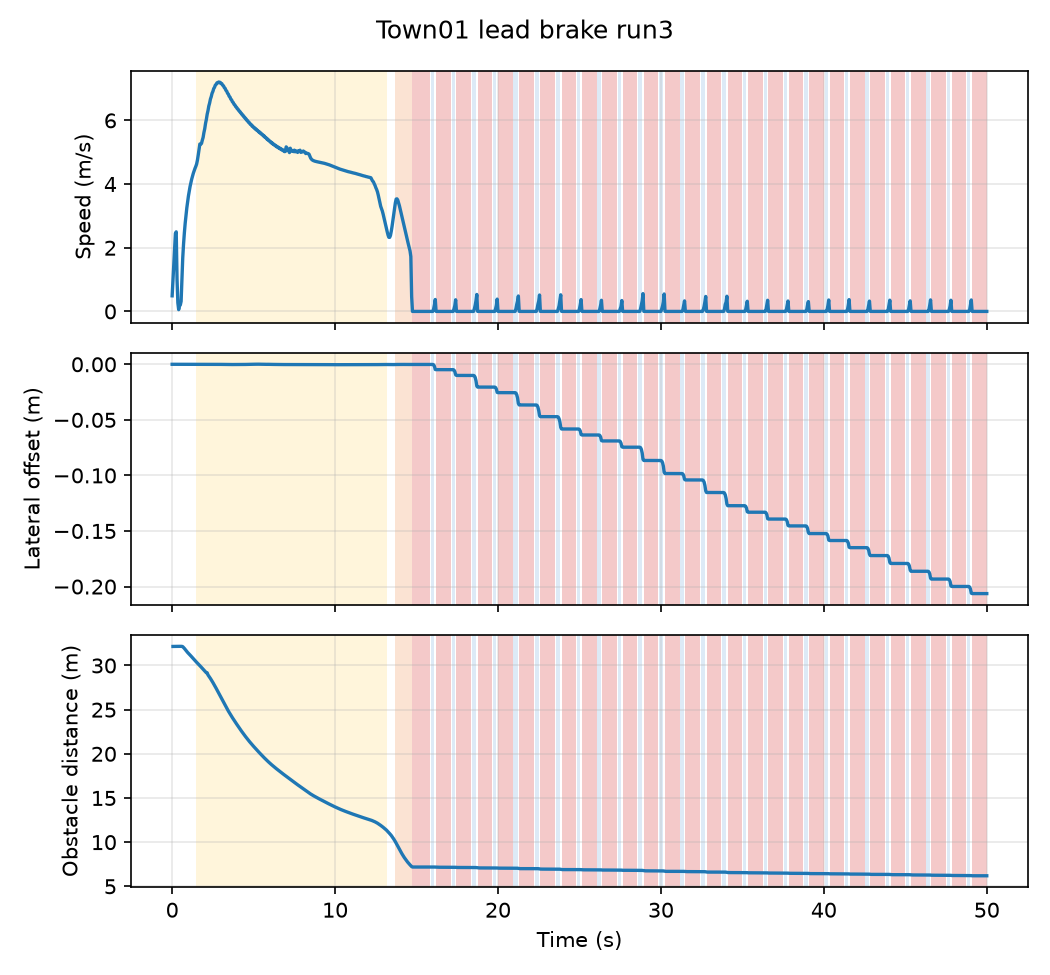 Town01 lead brake run3
Speed (m/s)
6
4
2
0
Lateral offset (m)
0.00
−0.05
−0.10
−0.15
−0.20
Obstacle distance (m)
30
25
20
15
10
5
0 10 20 30 40 50
Time (s)